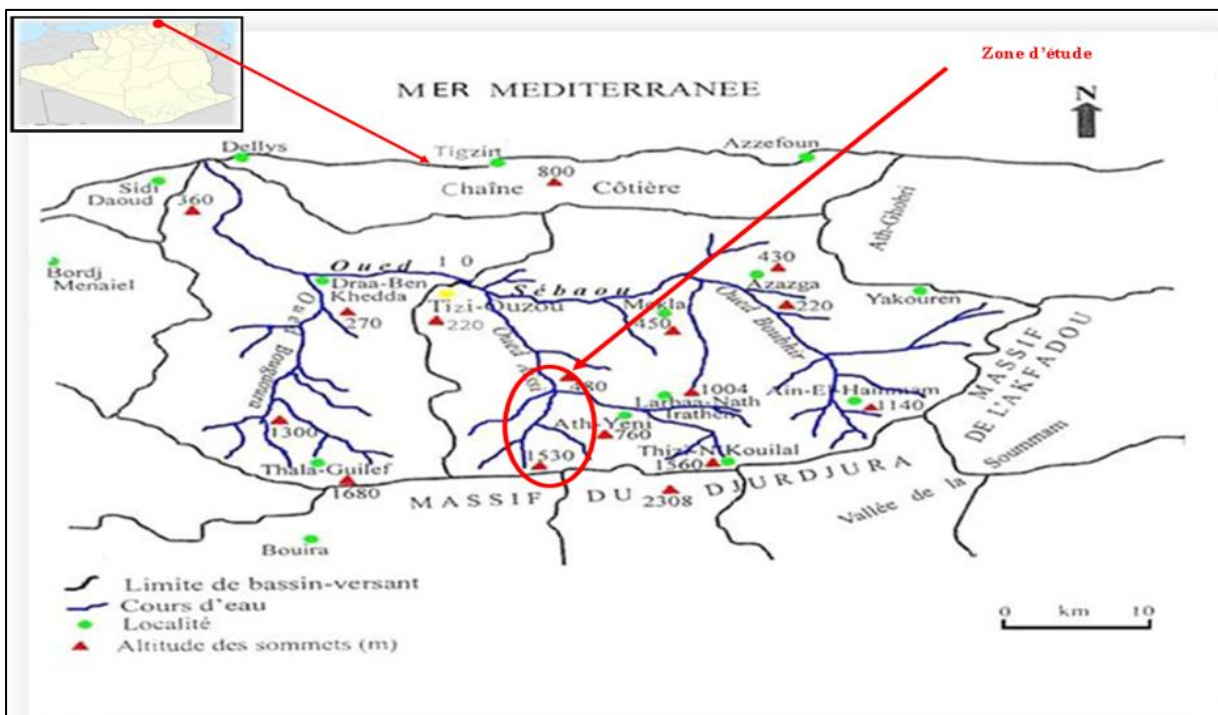 Zone d'étude
MER MEDITERRANEE
N
Dellys
Tigzirt
Azzefoun
Sidi
Daoud
360
800
Chaîne Côtière
Ath-Ghobri
Bordj
Menaiel
Oued 10
Sébaou
Draa-Ben
Khedda
270
Tizi-Ouzou
220
Mekla
450
430
Azazga
220
Yakouren
Oued Bougdoura
Oued Aissi
Oued Boubhir
480
1004
Larbaa-Nath
Irathen
Ain-El-Hammam
1140
MASSIF
DE L'AKFADOU
1300
Ath-Yeni
760
Thala-Guilef
1680
1530
Thizi-N'Kouilal
1560
MASSIF DU DJURDJURA
2308
Vallée de la Soummam
Bouira
Limite de bassin-versant
Cours d'eau
Localité
Altitude des sommets (m)
0 km 10